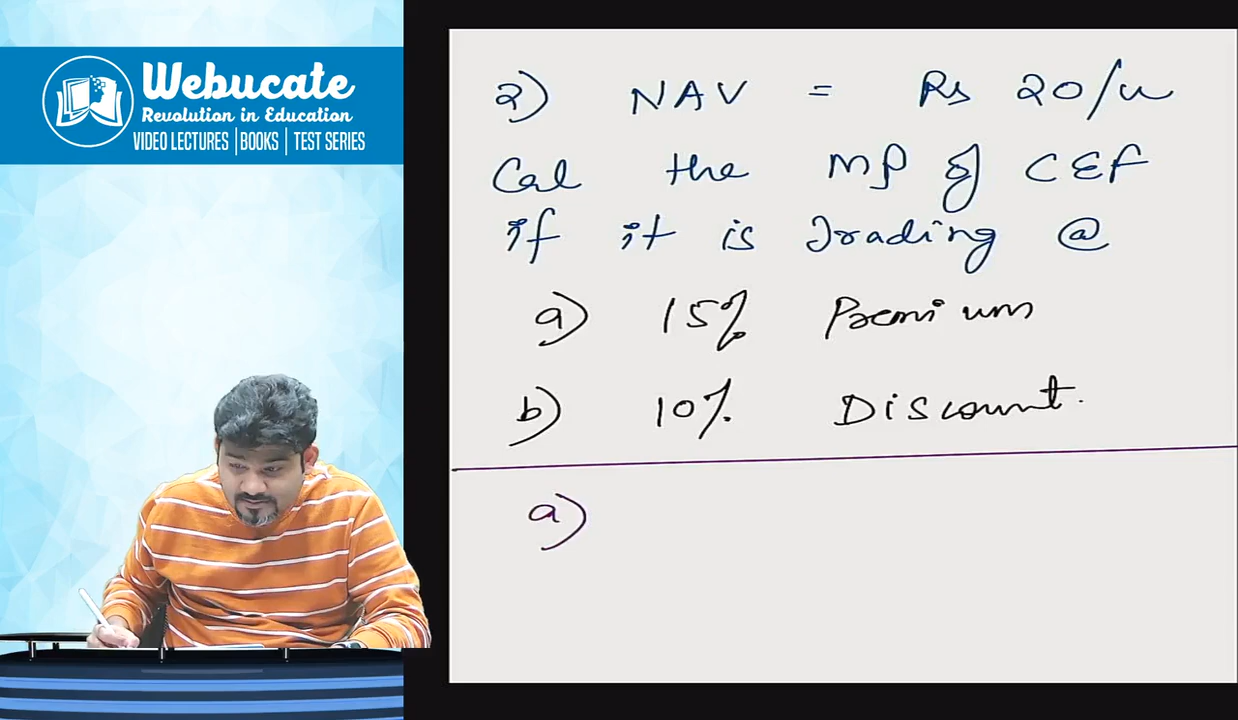 Webucate
Revolution in Education
VIDEO LECTURES | BOOKS | TEST SERIES
2) NAV = Rs 20/u
Cal the MP of CEF
if it is Trading @
a) 15% Premium
b) 10% Discount.
a)